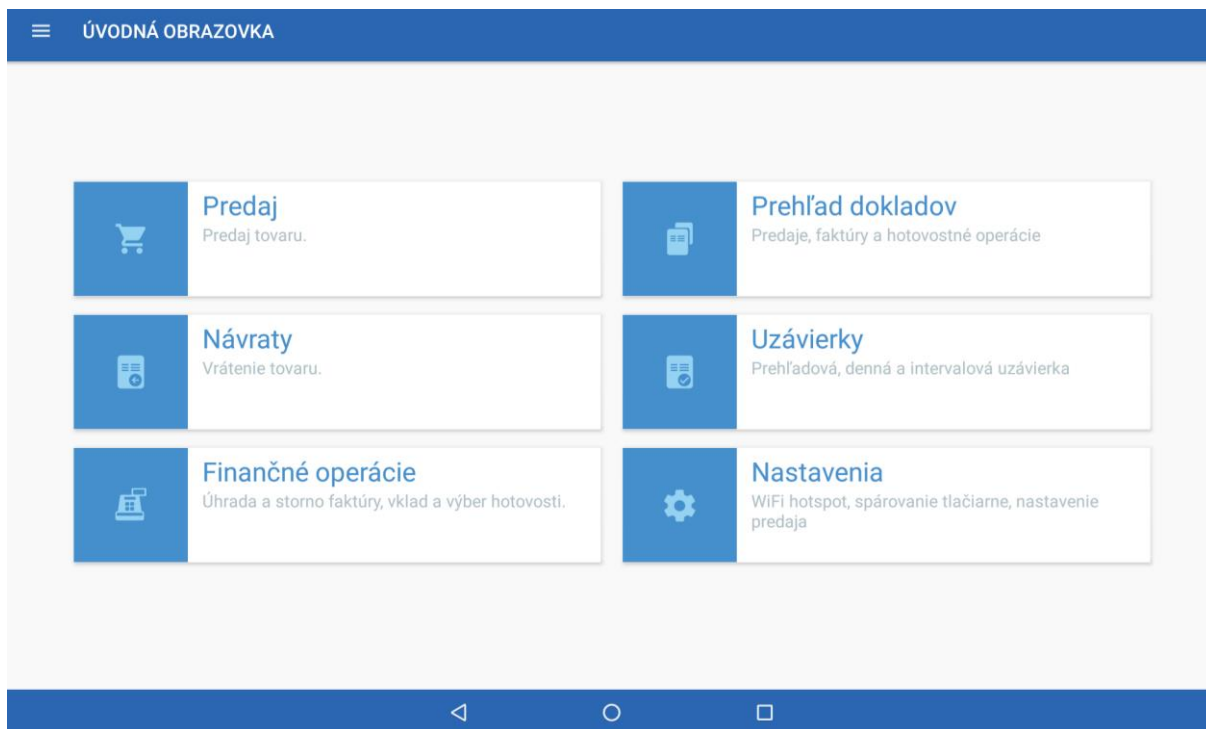 ÚVODNÁ OBRAZOVKA
Predaj
Predaj tovaru.
Prehľad dokladov
Predaje, faktúry a hotovostné operácie
Návraty
Vrátenie tovaru.
Uzávierky
Prehľadová, denná a intervalová uzávierka
Finančné operácie
Úhrada a storno faktúry, vklad a výber hotovosti.
Nastavenia
WiFi hotspot, spárovanie tlačiarne, nastavenie
predaja